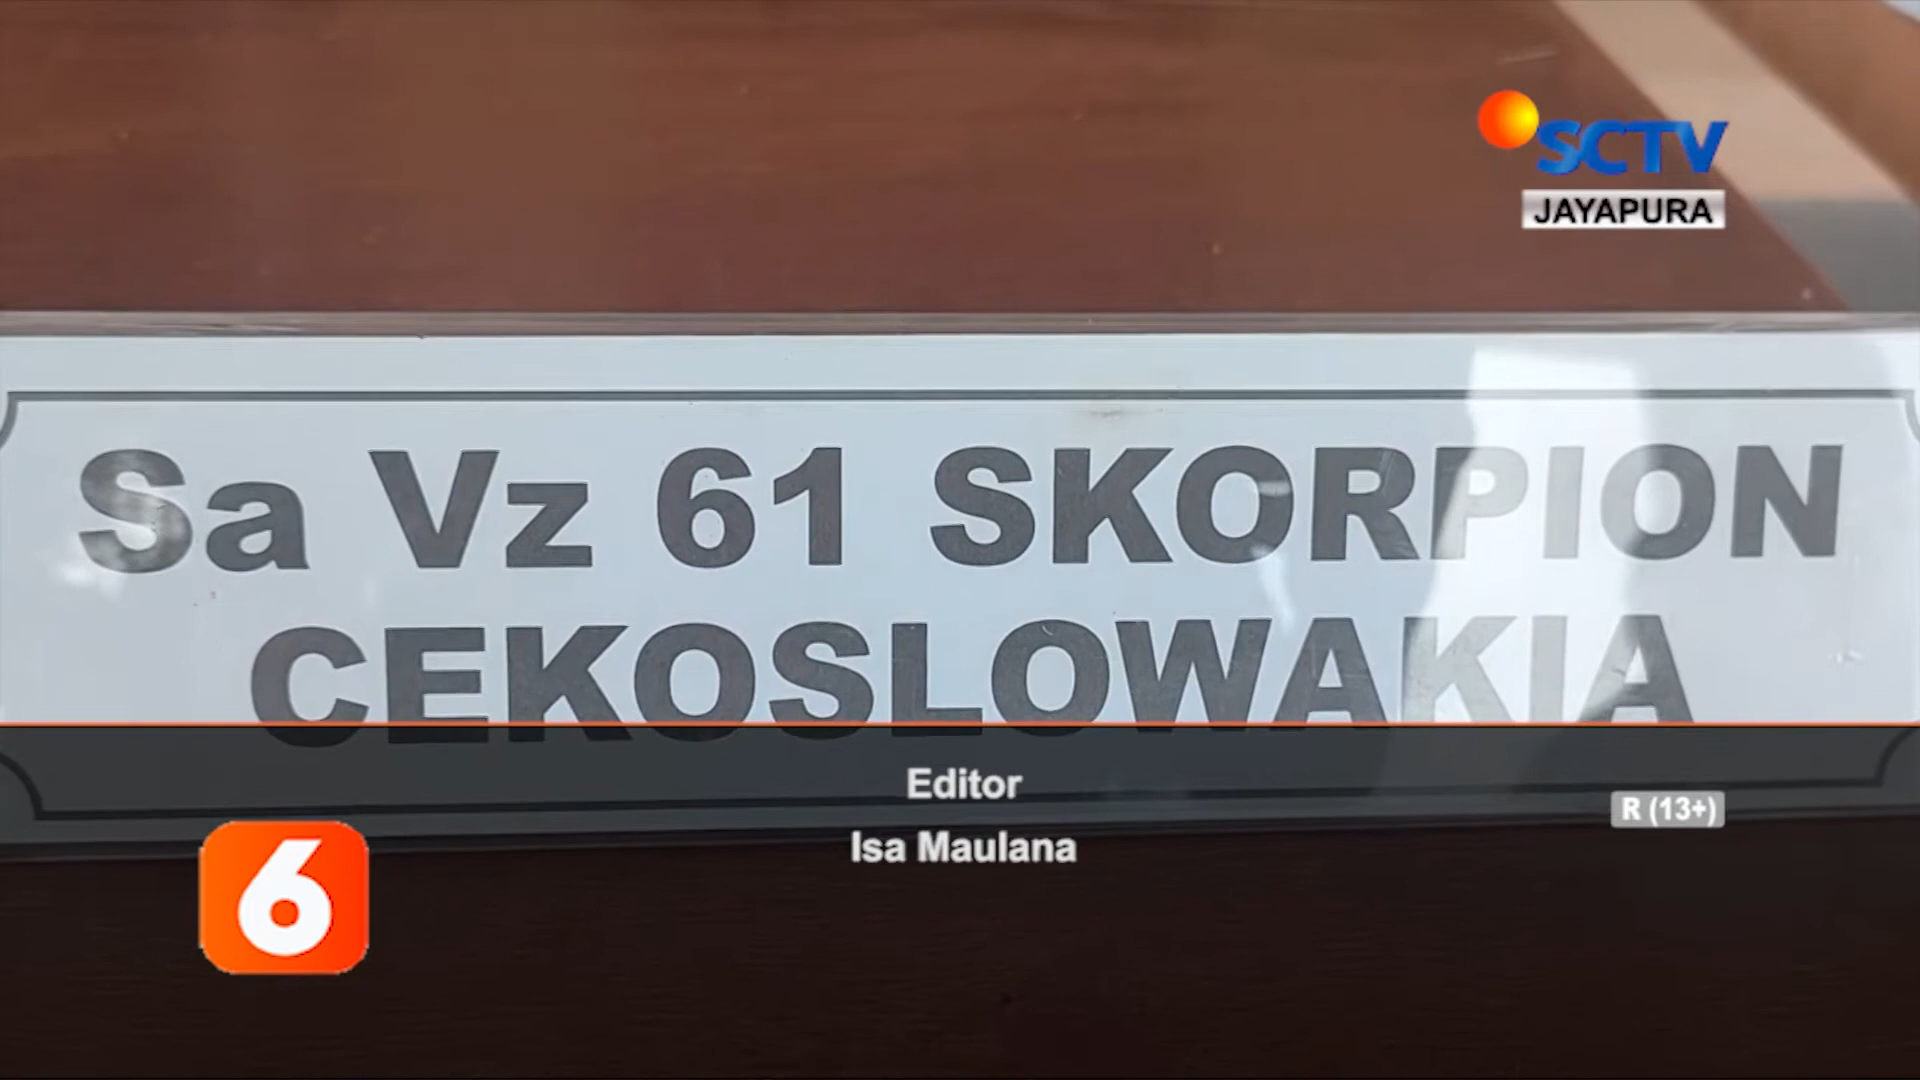 SCTV
JAYAPURA
Sa Vz 61 SKORPION
CEKOSLOWAKIA
Editor
Isa Maulana
R (13+)
6